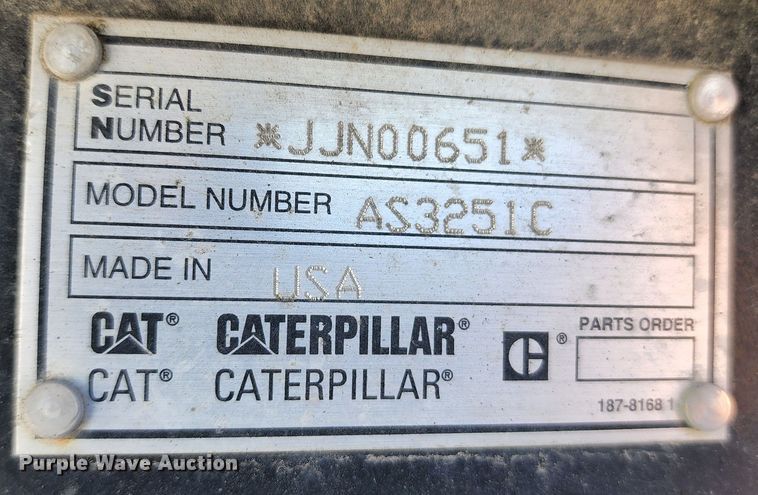 SERIAL
NUMBER *JJN00651*
MODEL NUMBER AS3251C
MADE IN USA
CAT® CATERPILLAR® ®
CAT® CATERPILLAR®
PARTS ORDER
187-8168 1
Purple Wave Auction